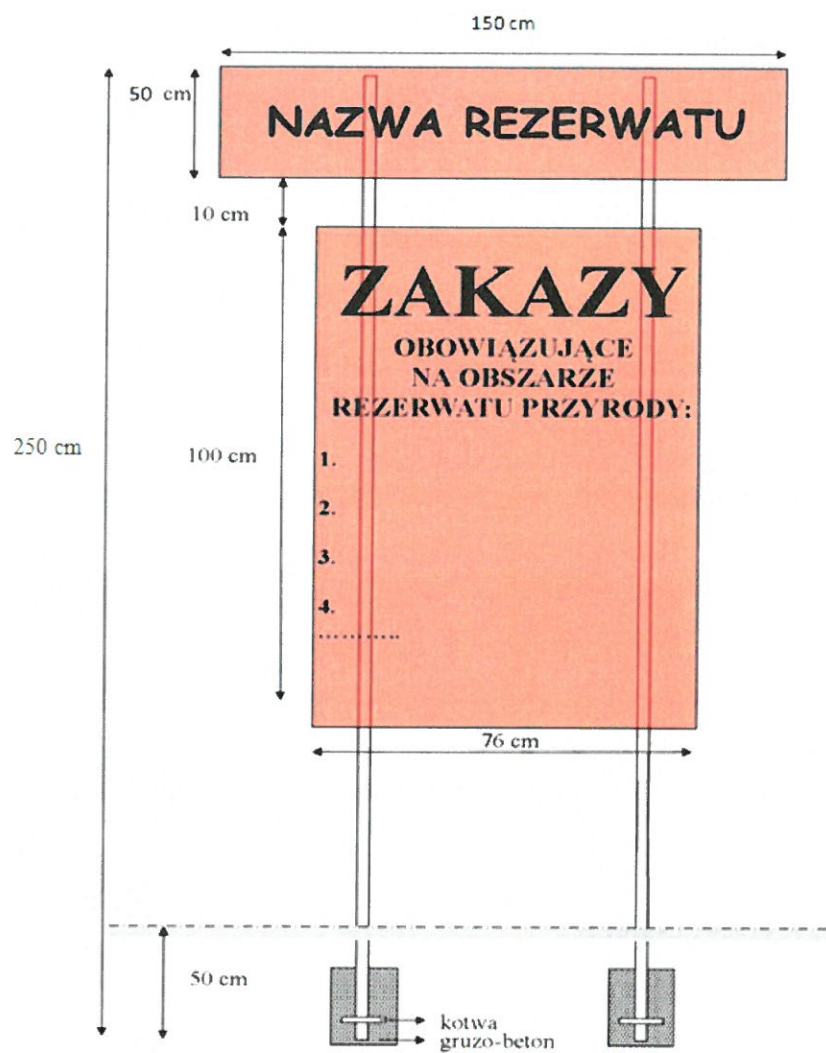 150 cm
50 cm
NAZWA REZERWATU
10 cm
ZAKAZY
OBOWIĄZUJĄCE
NA OBSZARZE
REZERWATU PRZYRODY:
250 cm
100 cm
1.
2.
3.
4.
............
76 cm
50 cm
kotwa
gruzo-beton